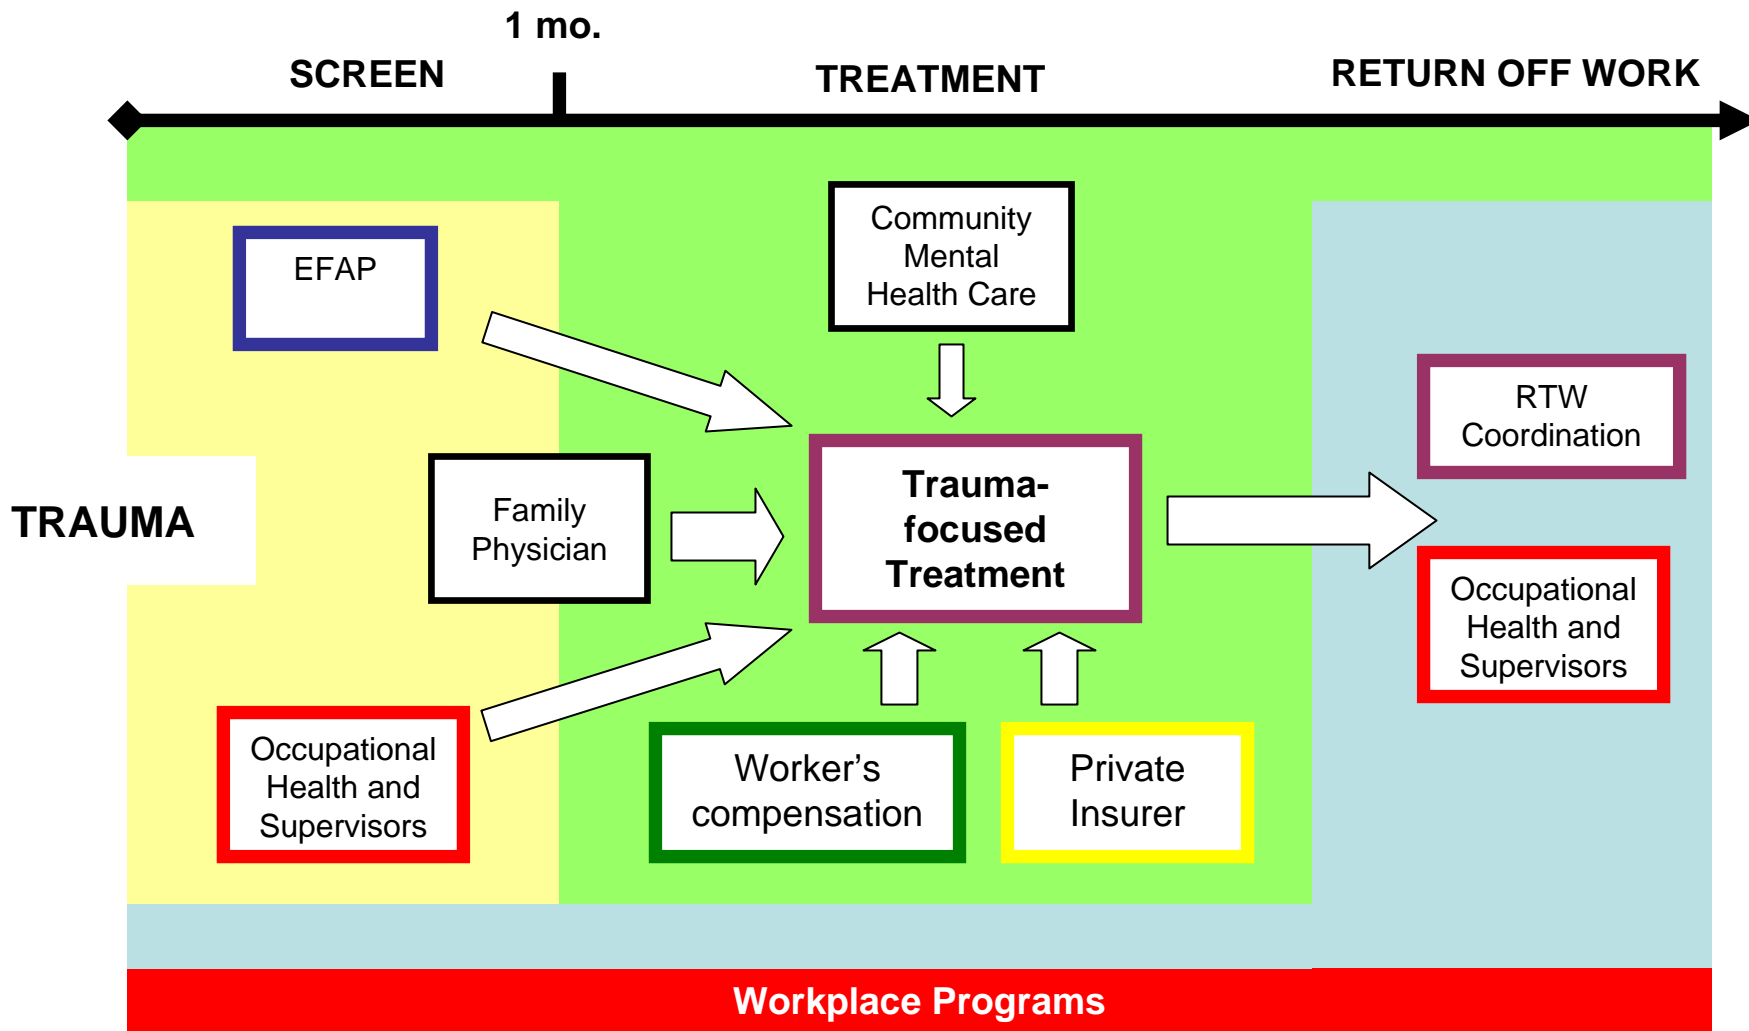 1 mo.
SCREEN
TREATMENT
RETURN OFF WORK
EFAP
Community
Mental
Health Care
RTW
Coordination
TRAUMA
Family
Physician
Trauma-
focused
Treatment
Occupational
Health and
Supervisors
Occupational
Health and
Supervisors
Worker’s
compensation
Private
Insurer
Workplace Programs